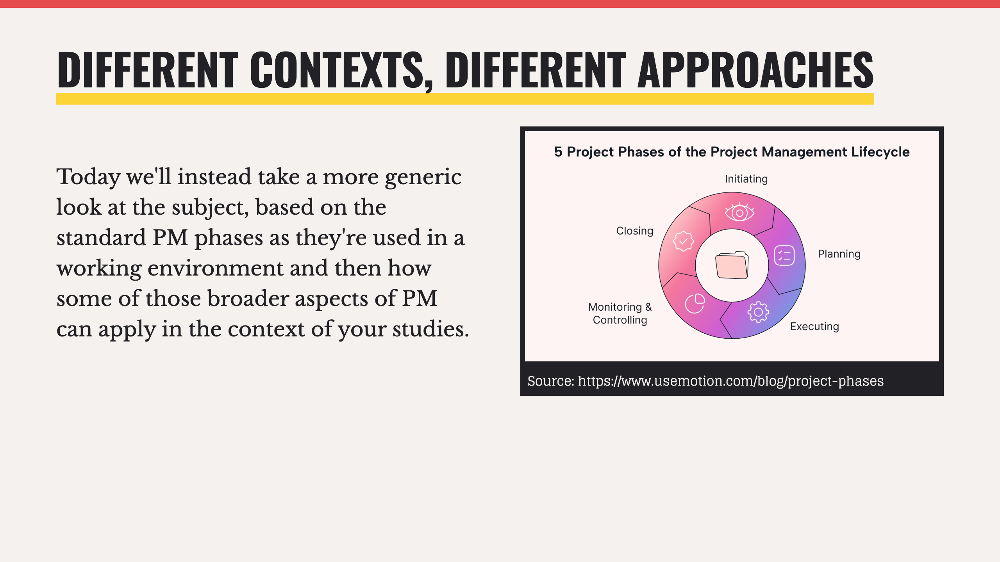 DIFFERENT CONTEXTS, DIFFERENT APPROACHES
Today we'll instead take a more generic
look at the subject, based on the
standard PM phases as they're used in a
working environment and then how
some of those broader aspects of PM
can apply in the context of your studies.
5 Project Phases of the Project Management Lifecycle
Initiating
Closing
Planning
Monitoring &
Controlling
Executing
Source: https://www.usemotion.com/blog/project-phases